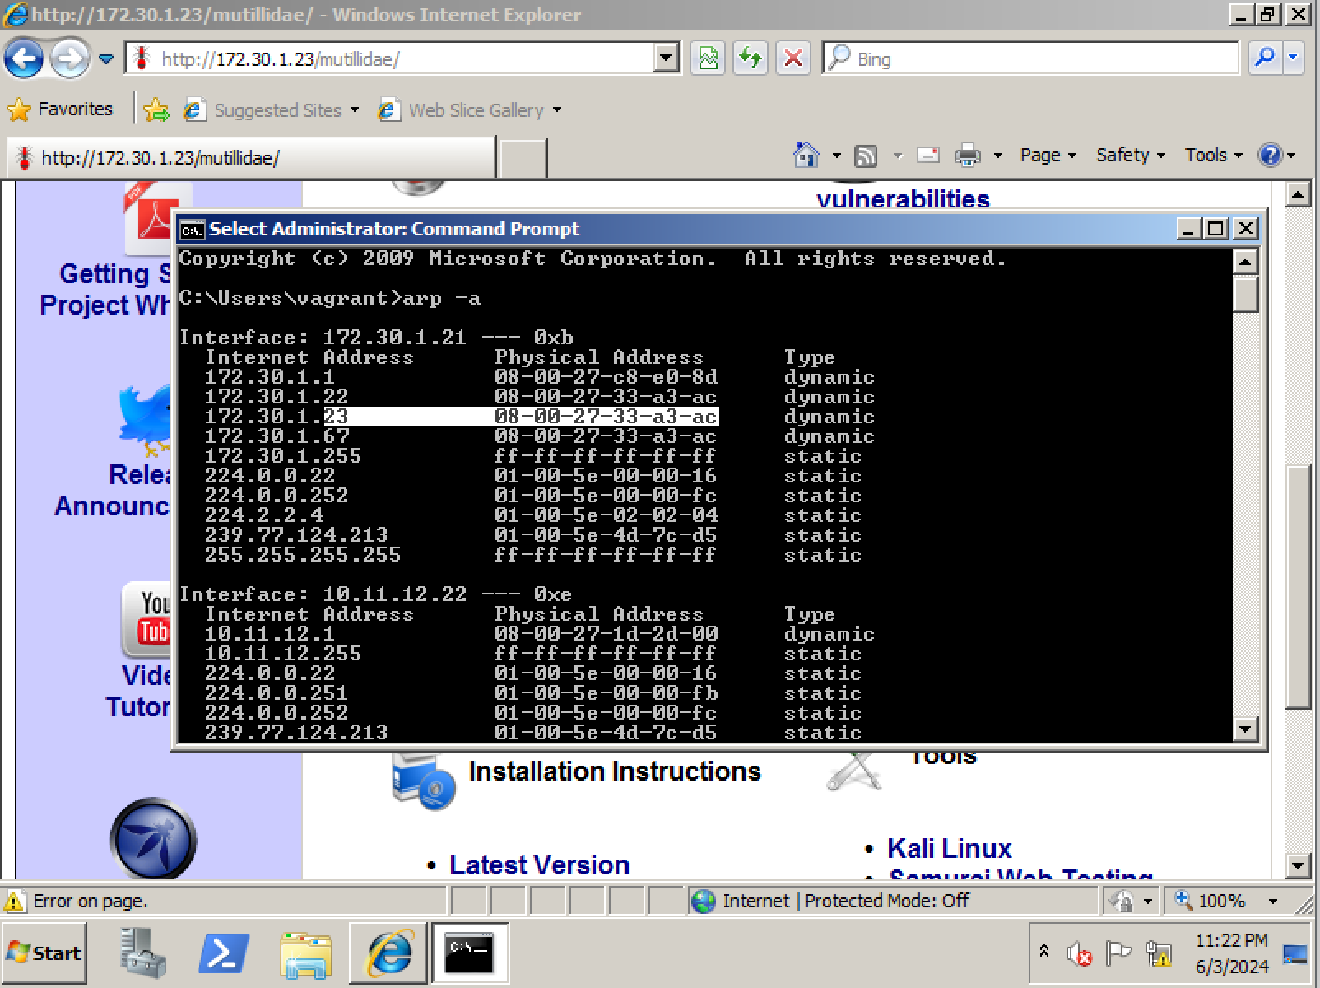 http://172.30.1.23/mutillidae/ - Windows Internet Explorer
http://172.30.1.23/mutillidae/
Bing
Favorites
Suggested Sites
Web Slice Gallery
http://172.30.1.23/mutillidae/
Page
Safety
Tools
vulnerabilities
PDF
Getting S
Project Wh
Relea
Announc
You
Tub
Vide
Tutor
Select Administrator: Command Prompt
Copyright (c) 2009 Microsoft Corporation.  All rights reserved.
C:\Users\vagrant>arp -a
Interface: 172.30.1.21 --- 0xb
Internet Address      Physical Address      Type
172.30.1.1            08-00-27-c8-e0-8d     dynamic
172.30.1.22           08-00-27-33-a3-ac     dynamic
172.30.1.23           08-00-27-33-a3-ac     dynamic
172.30.1.67           08-00-27-33-a3-ac     dynamic
172.30.1.255          ff-ff-ff-ff-ff-ff     static
224.0.0.22            01-00-5e-00-00-16     static
224.0.0.252           01-00-5e-00-00-fc     static
224.2.2.4             01-00-5e-02-02-04     static
239.77.124.213        01-00-5e-4d-7c-d5     static
255.255.255.255       ff-ff-ff-ff-ff-ff     static
Interface: 10.11.12.22 --- 0xe
Internet Address      Physical Address      Type
10.11.12.1            08-00-27-1d-2d-00     dynamic
10.11.12.255          ff-ff-ff-ff-ff-ff     static
224.0.0.22            01-00-5e-00-00-16     static
224.0.0.251           01-00-5e-00-00-fb     static
224.0.0.252           01-00-5e-00-00-fc     static
239.77.124.213        01-00-5e-4d-7c-d5     static
Installation Instructions
Tools
• Latest Version
• Kali Linux
• Samurai Web Testing
Error on page.
Internet | Protected Mode: Off
100%
Start
11:22 PM
6/3/2024